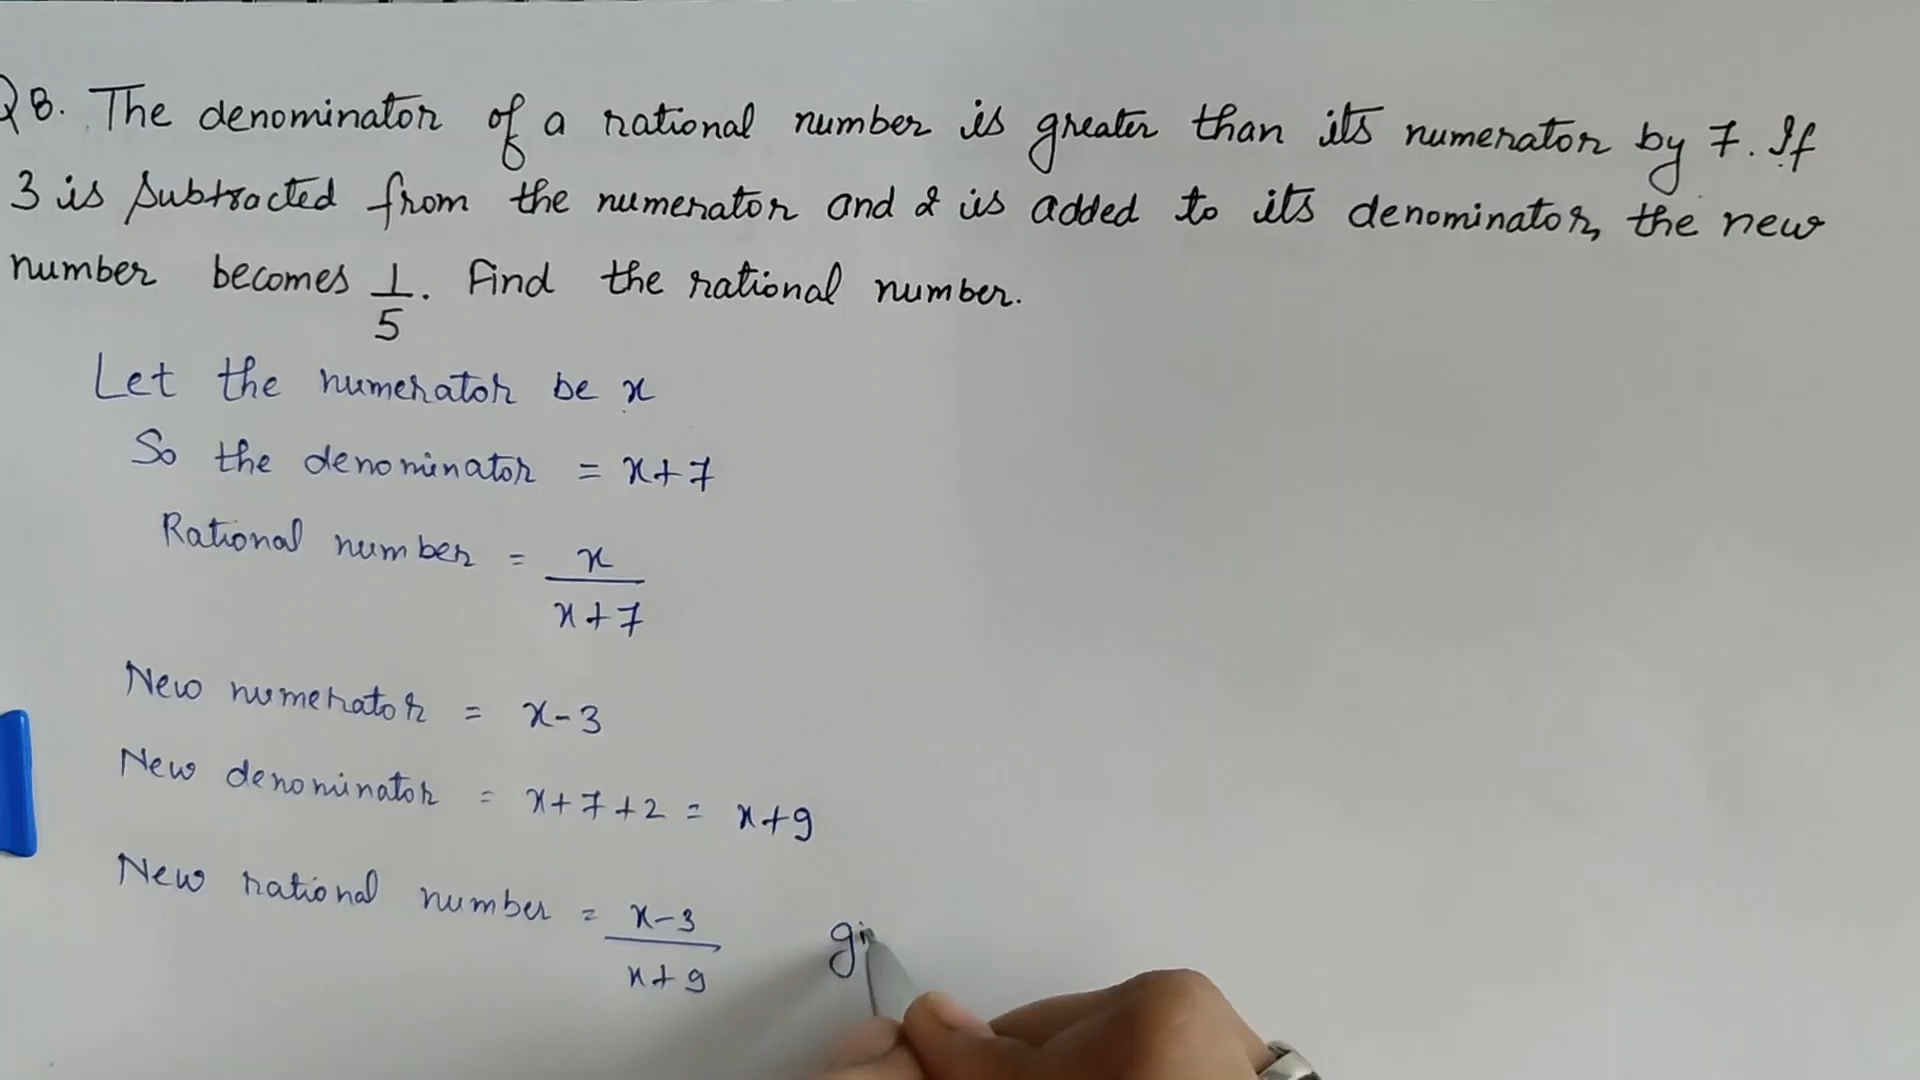 Q8. The denominator of a rational number is greater than its numerator by 7. If
3 is subtracted from the numerator and 2 is added to its denominator, the new
number becomes 1/5. Find the rational number.
Let the numerator be x
So the denominator = x+7
Rational number = x/(x+7)
New numerator = x-3
New denominator = x+7+2 = x+9
New rational number = (x-3)/(x+9) gi